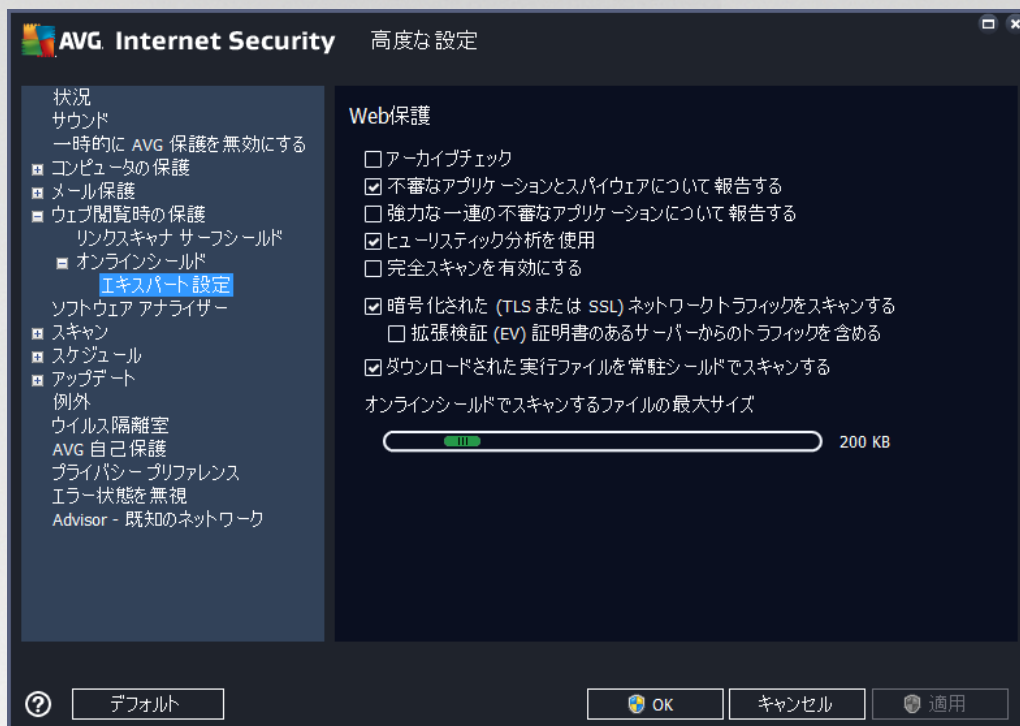 AVG. Internet Security 高度な設定
状況
サウンド
一時的に AVG 保護を無効にする
コンピュータの保護
メール保護
ウェブ閲覧時の保護
リンクスキャナ サーフシールド
オンラインシールド
エキスパート設定
ソフトウェア アナライザー
スキャン
スケジュール
アップデート
例外
ウイルス隔離室
AVG 自己保護
プライバシー プリファレンス
エラー状態を無視
Advisor - 既知のネットワーク
Web保護
アーカイブチェック
不審なアプリケーションとスパイウェアについて報告する
強力な一連の不審なアプリケーションについて報告する
ヒューリスティック分析を使用
完全スキャンを有効にする
暗号化された (TLS または SSL) ネットワークトラフィックをスキャンする
拡張検証 (EV) 証明書のあるサーバーからのトラフィックを含める
ダウンロードされた実行ファイルを常駐シールドでスキャンする
オンラインシールドでスキャンするファイルの最大サイズ
200 KB
? デフォルト OK キャンセル 適用